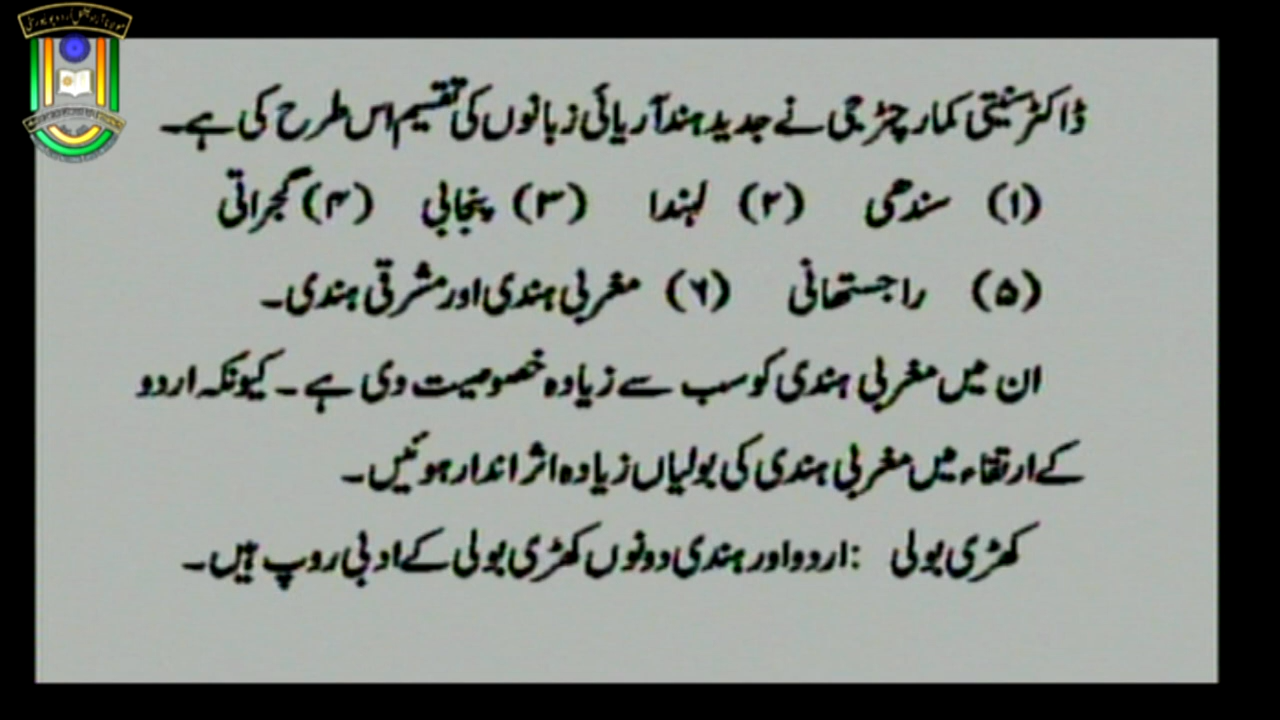 ڈاکٹر سنیتی کمار چڑجی نے جدید ہند آریائی زبانوں کی تقسیم اس طرح کی ہے۔
(۱) سندھی (۲) لہندا (۳) پنجابی (۴) گجراتی
(۵) راجستھانی (۶) مغربی ہندی اور مشرقی ہندی۔
ان میں مغربی ہندی کو سب سے زیادہ خصوصیت دی ہے۔ کیونکہ اردو
کے ارتقاء میں مغربی ہندی کی بولیاں زیادہ اثر اندار ہوئیں۔
کھڑی بولی : اردو اور ہندی دونوں کھڑی بولی کے ادبی روپ ہیں۔